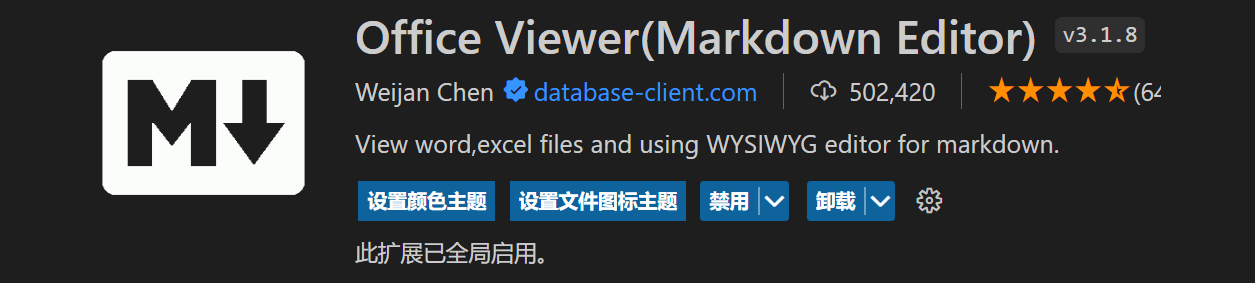 Office Viewer(Markdown Editor) v3.1.8
M
Weijan Chen database-client.com 502,420 (64
View word,excel files and using WYSIWYG editor for markdown.
设置颜色主题 设置文件图标主题 禁用 卸载
此扩展已全局启用。